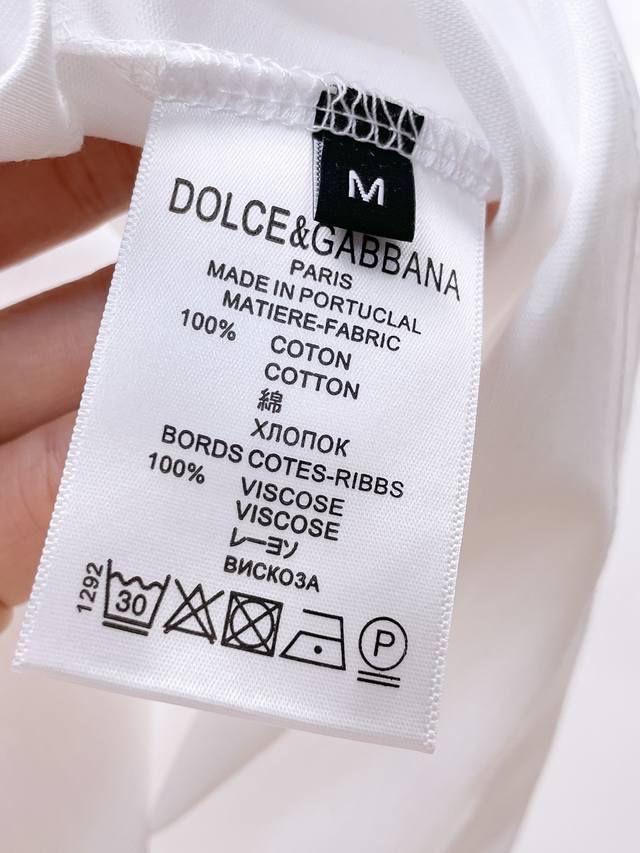 M
DOLCE&GABBANA
PARIS
MADE IN PORTUCLAL
MATIERE-FABRIC
100% COTON
COTTON
綿
ХЛОПОК
BORDS COTES-RIBBS
100% VISCOSE
VISCOSE
レーヨソ
ВИСКОЗА
1292
30
P